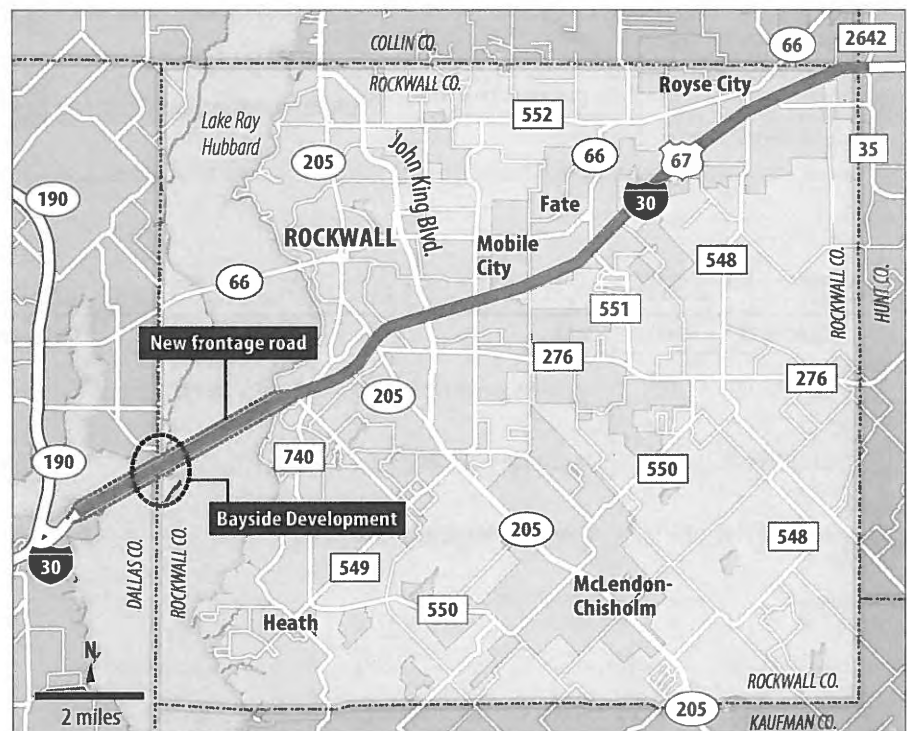 COLLIN CO.
66
2642
ROCKWALL CO.
Royse City
Lake Ray
Hubbard
552
205
John King Blvd.
66
67
35
190
30
Fate
ROCKWALL
Mobile
City
548
ROCKWALL CO.
HUNT CO.
66
551
New frontage road
276
276
205
740
190
550
Bayside Development
205
548
30
DALLAS CO.
ROCKWALL CO.
549
McLendon-
Chisholm
550
Heath
N
ROCKWALL CO.
2 miles
205
KAUFMAN CO.